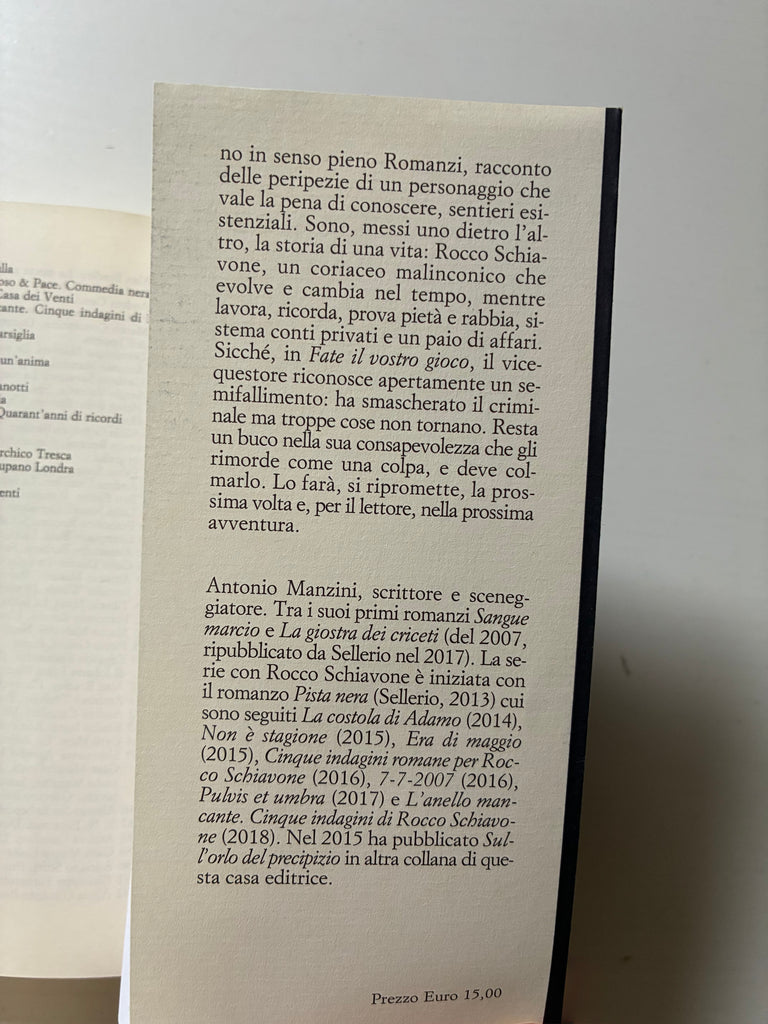 lla
oso & Pace. Commedia nera
Casa dei Venti
cante. Cinque indagini di
arsiglia
un'anima
anotti
a
Quarant'anni di ricordi
rchico Tresca
upano Londra
enti
no in senso pieno Romanzi, racconto
delle peripezie di un personaggio che
vale la pena di conoscere, sentieri esi-
stenziali. Sono, messi uno dietro l'al-
tro, la storia di una vita: Rocco Schia-
vone, un coriaceo malinconico che
evolve e cambia nel tempo, mentre
lavora, ricorda, prova pietà e rabbia, si-
stema conti privati e un paio di affari.
Sicché, in Fate il vostro gioco, il vice-
questore riconosce apertamente un se-
mifallimento: ha smascherato il crimi-
nale ma troppe cose non tornano. Resta
un buco nella sua consapevolezza che gli
rimorde come una colpa, e deve col-
marlo. Lo farà, si ripromette, la pros-
sima volta e, per il lettore, nella prossima
avventura.
Antonio Manzini, scrittore e sceneg-
giatore. Tra i suoi primi romanzi Sangue
marcio e La giostra dei criceti (del 2007,
ripubblicato da Sellerio nel 2017). La se-
rie con Rocco Schiavone è iniziata con
il romanzo Pista nera (Sellerio, 2013) cui
sono seguiti La costola di Adamo (2014),
Non è stagione (2015), Era di maggio
(2015), Cinque indagini romane per Roc-
co Schiavone (2016), 7-7-2007 (2016),
Pulvis et umbra (2017) e L'anello man-
cante. Cinque indagini di Rocco Schiavo-
ne (2018). Nel 2015 ha pubblicato Sul-
l'orlo del precipizio in altra collana di que-
sta casa editrice.
Prezzo Euro 15,00